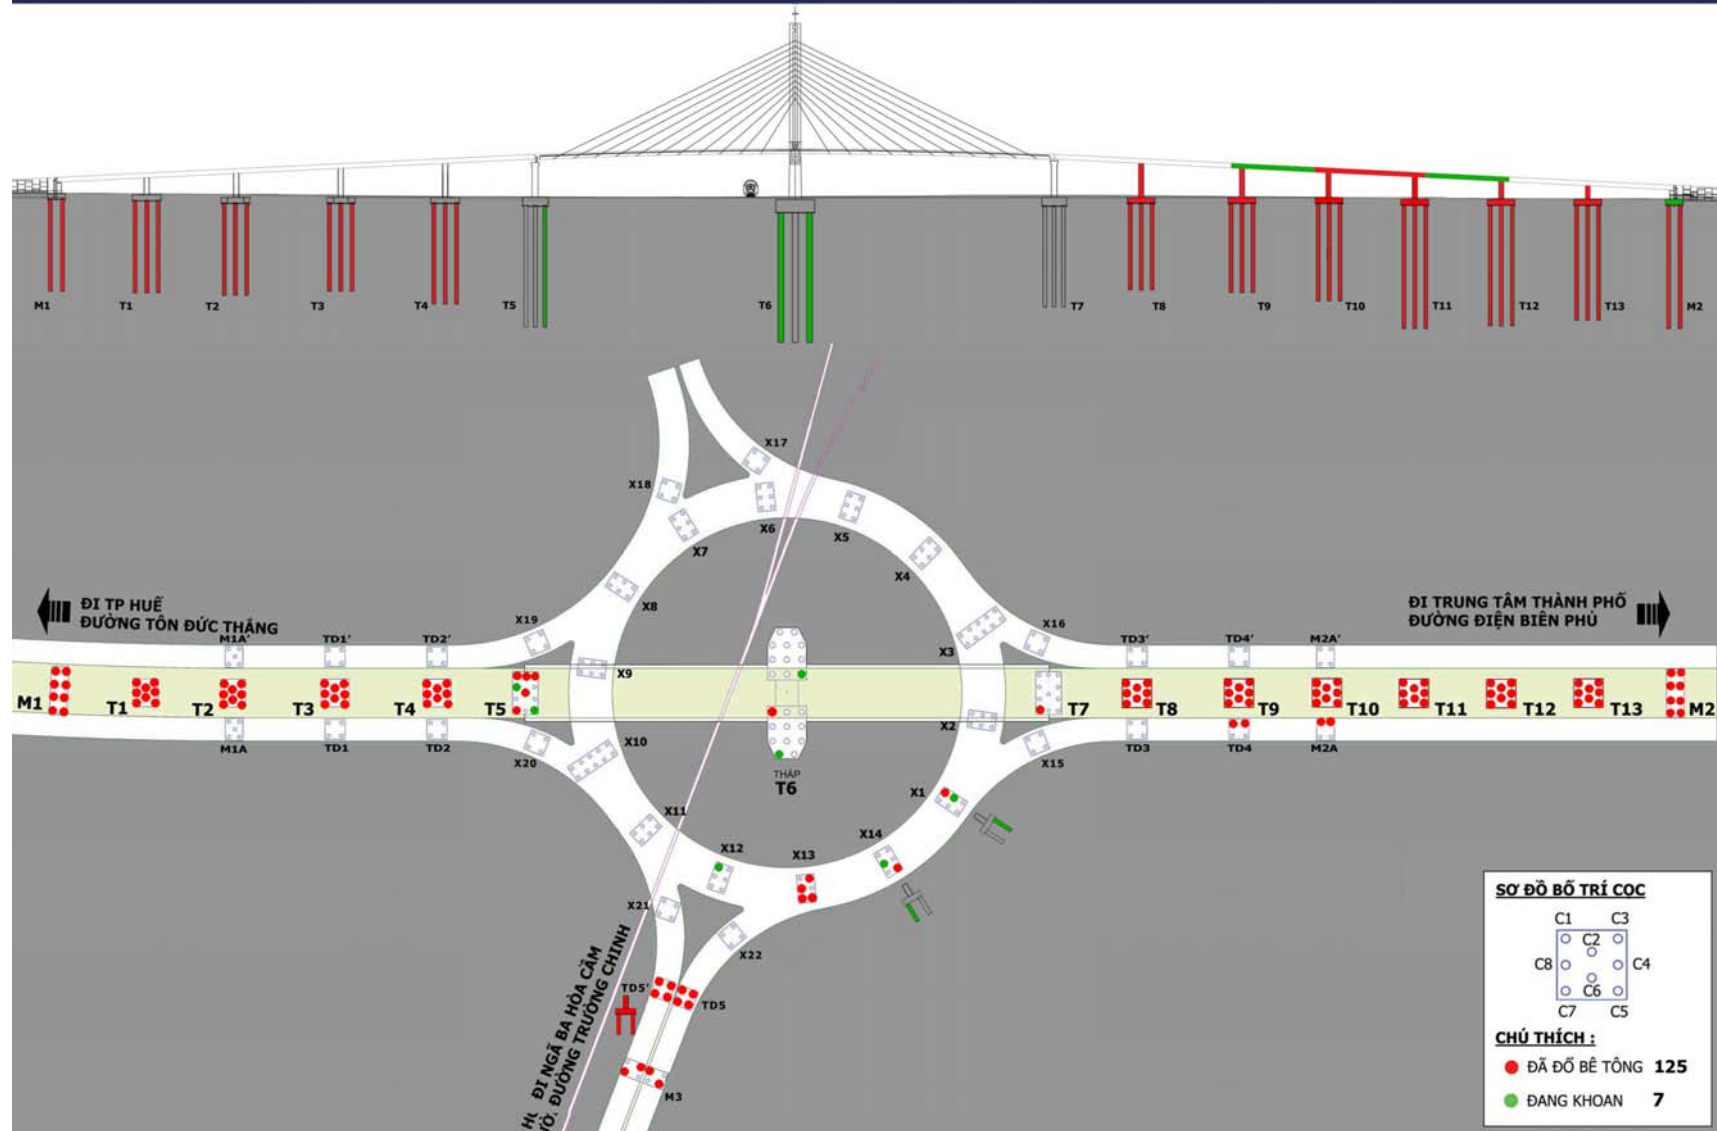 M1
T1
T2
T3
T4
T5
T6
T7
T8
T9
T10
T11
T12
T13
M2
X17
X18
X6
X5
X7
X4
X8
ĐI TP HUẾ
ĐƯỜNG TÔN ĐỨC THẮNG
ĐI TRUNG TÂM THÀNH PHỐ
ĐƯỜNG ĐIỆN BIÊN PHỦ
X19
X16
M1A'
TD1'
TD2'
X3
TD3'
TD4'
M2A'
X9
M1
T1
T2
T3
T4
T5
T7
T8
T9
T10
T11
T12
T13
M2
X2
M1A
TD1
TD2
X20
X10
X15
TD3
TD4
M2A
THÁP
T6
X1
X11
X14
X12
X13
X21
X22
TD5'
TD5
M3
ĐI NGÃ BA HÒA CẦM
ĐƯỜNG TRƯỜNG CHINH
SƠ ĐỒ BỐ TRÍ CỌC
C1 C3
C2
C8 C4
C6
C7 C5
CHÚ THÍCH :
ĐÃ ĐỔ BÊ TÔNG 125
ĐANG KHOAN 7